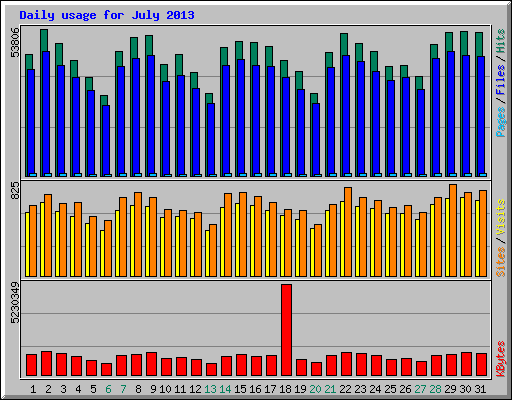 Daily usage for July 2013
53806
Pages / Files / Hits
825
Sites / Visits
5230349
KBytes
1 2 3 4 5 6 7 8 9 10 11 12 13 14 15 16 17 18 19 20 21 22 23 24 25 26 27 28 29 30 31